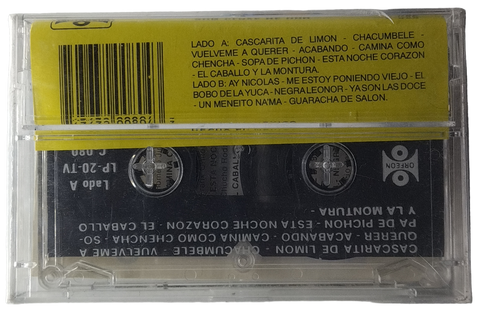 LADO A: CASCARITA DE LIMON - CHACUMBELE -
VUELVEME A QUERER - ACABANDO - CAMINA COMO
CHENCHA - SOPA DE PICHON - ESTA NOCHE CORAZON
- EL CABALLO Y LA MONTURA.
LADO B: AY NICOLAS - ME ESTOY PONIENDO VIEJO - EL
BOBO DE LA YUCA - NEGRA LEONOR - YA SON LAS DOCE
- UN MENEITO NA'MA - GUARACHA DE SALON.
ORFEON
Lado A
LP-20-TV
C 089
CASCARITA DE LIMON - VUELVEME A
CHACUMBELE -
QUERER - ACABANDO - CAMINA COMO CHENCHA - SO-
PA DE PICHON - ESTA NOCHE CORAZON - EL CABALLO
Y LA MONTURA -